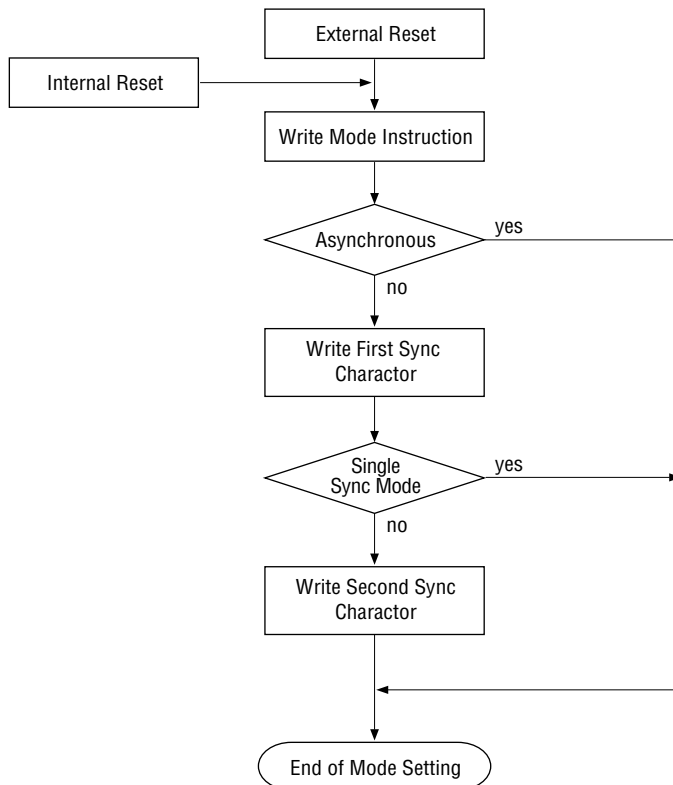 External Reset
Internal Reset
Write Mode Instruction
Asynchronous
yes
no
Write First Sync
Charactor
Single
Sync Mode
yes
no
Write Second Sync
Charactor
End of Mode Setting